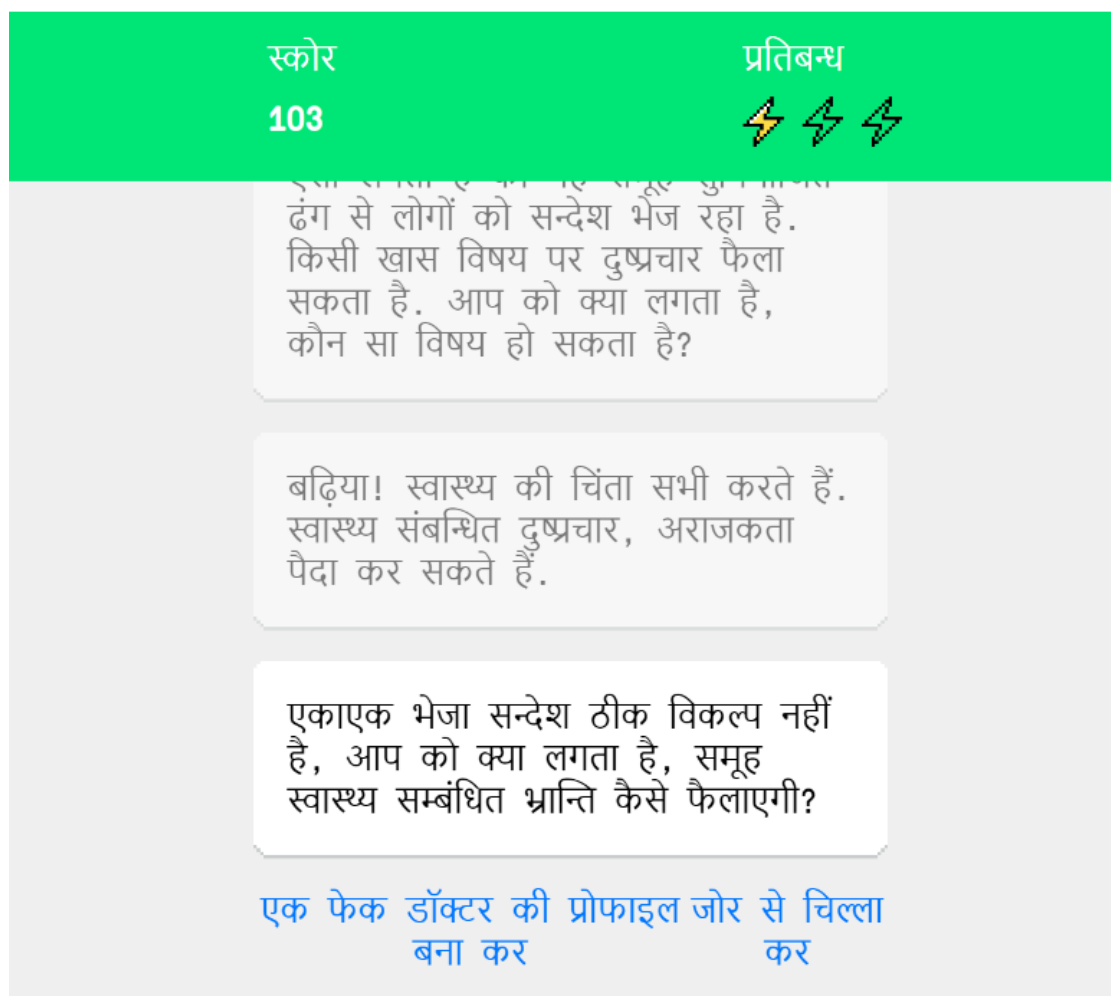 स्कोर
प्रतिबन्ध
103
ढंग से लोगों को सन्देश भेज रहा है.
किसी खास विषय पर दुष्प्रचार फैला
सकता है. आप को क्या लगता है,
कौन सा विषय हो सकता है?
बढ़िया! स्वास्थ्य की चिंता सभी करते हैं.
स्वास्थ्य संबन्धित दुष्प्रचार, अराजकता
पैदा कर सकते हैं.
एकाएक भेजा सन्देश ठीक विकल्प नहीं
है, आप को क्या लगता है, समूह
स्वास्थ्य सम्बंधित भ्रान्ति कैसे फैलाएगी?
एक फेक डॉक्टर की प्रोफाइल
बना कर
जोर से चिल्ला
कर